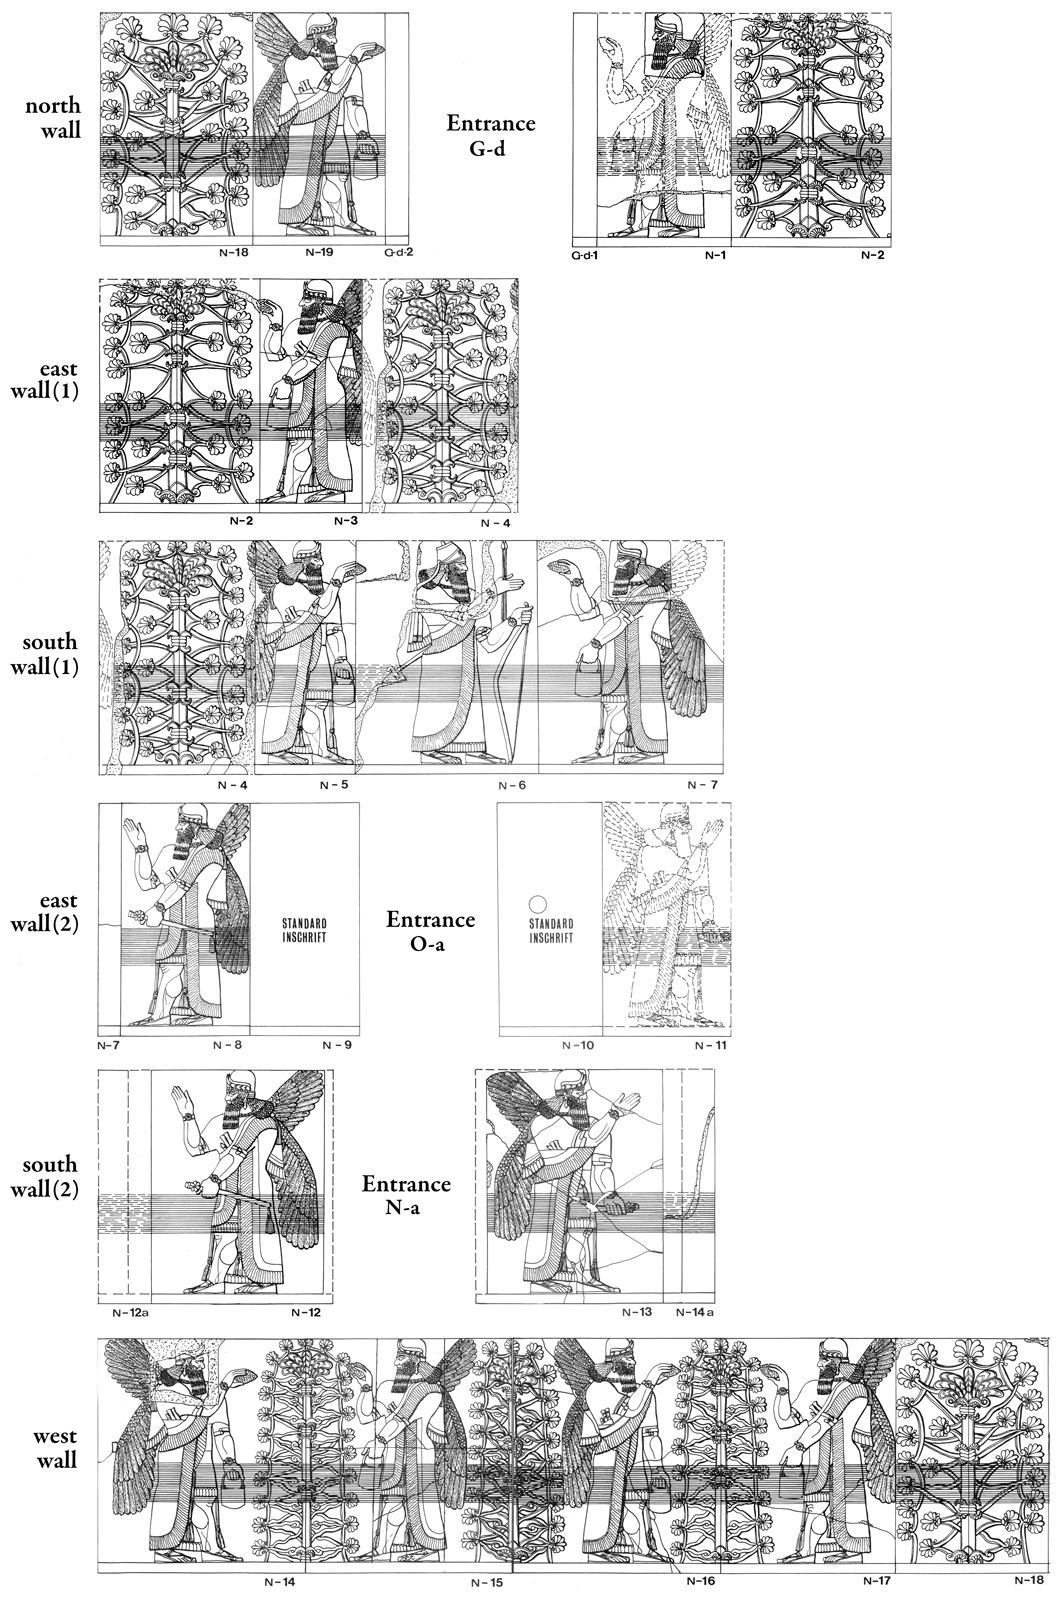 north
wall
Entrance
G-d
N-18 N-19 G-d-2
G-d-1 N-1 N-2
east
wall(1)
N-2 N-3 N-4
south
wall(1)
N-4 N-5 N-6 N-7
east
wall(2)
STANDARD
INSCHRIFT
Entrance
O-a
STANDARD
INSCHRIFT
N-7 N-8 N-9 N-10 N-11
south
wall(2)
Entrance
N-a
N-12a N-12 N-13 N-14a
west
wall
N-14 N-15 N-16 N-17 N-18